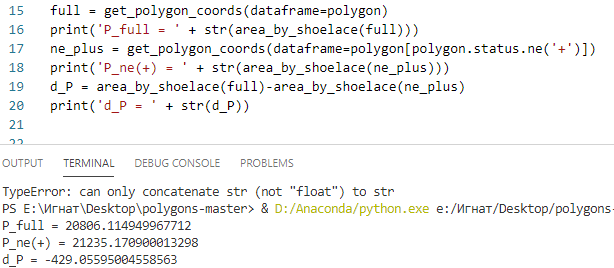 15 full = get_polygon_coords(dataframe=polygon)
16 print('P_full = ' + str(area_by_shoelace(full)))
17 ne_plus = get_polygon_coords(dataframe=polygon[polygon.status.ne('+')])
18 print('P_ne(+) = ' + str(area_by_shoelace(ne_plus)))
19 d_P = area_by_shoelace(full)-area_by_shoelace(ne_plus)
20 print('d_P = ' + str(d_P))
21
OUTPUT TERMINAL DEBUG CONSOLE PROBLEMS
TypeError: can only concatenate str (not "float") to str
PS E:\Игнат\Desktop\polygons-master> & D:/Anaconda/python.exe e:/Игнат/Desktop/polygons-
P_full = 20806.114949967712
P_ne(+) = 21235.170900013298
d_P = -429.05595004558563